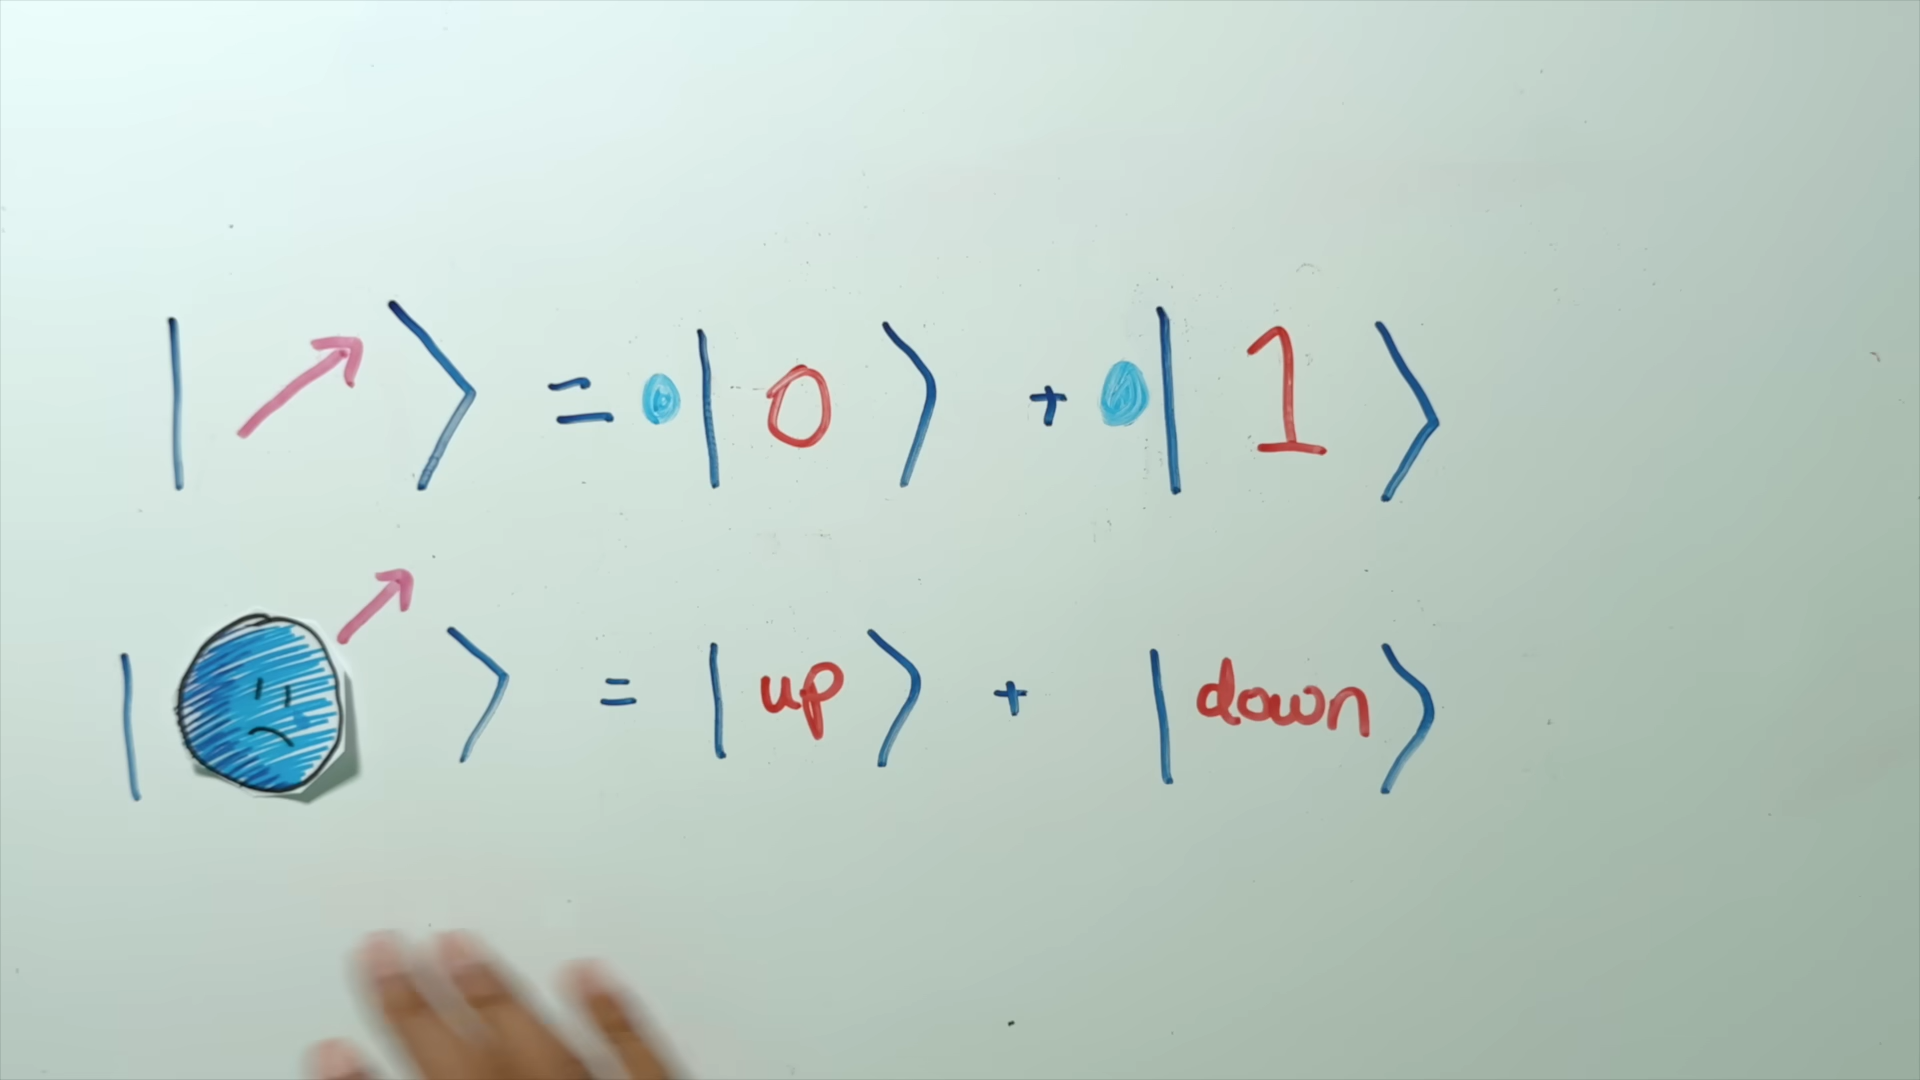 | ↗ ⟩ = | 0 ⟩ + | 1 ⟩
| ↗ ⟩ = | up ⟩ + | down ⟩